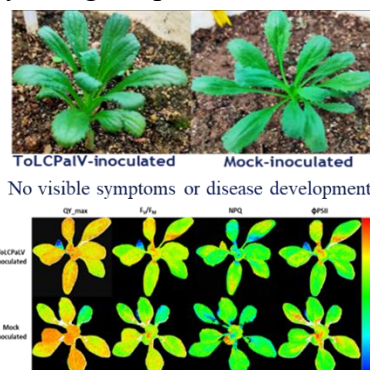 ToLCPalV-inoculated Mock-inoculated
No visible symptoms or disease development
QY_max Fv/FM NPQ ΦPSII
ToLCPaLV
inoculated
Mock
inoculated